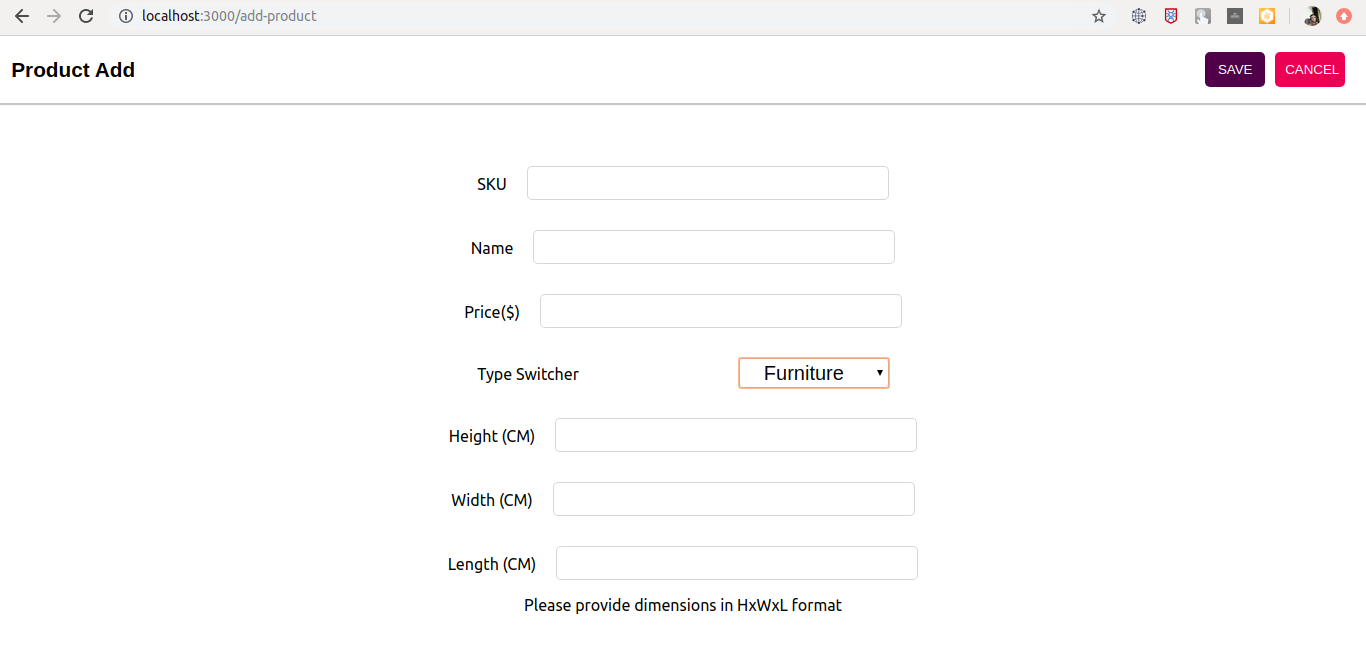 localhost:3000/add-product
Product Add
SAVE
CANCEL
SKU
Name
Price($)
Type Switcher
Furniture
Height (CM)
Width (CM)
Length (CM)
Please provide dimensions in HxWxL format